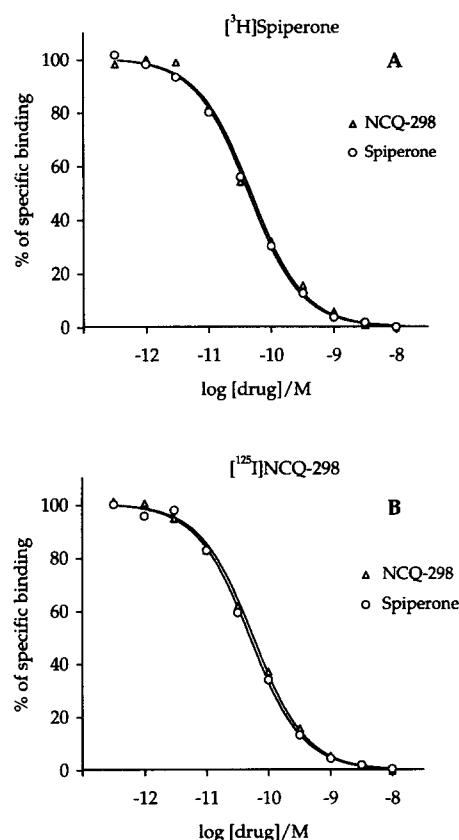 [³H]Spiperone
A
NCQ-298
Spiperone
% of specific binding
100
80
60
40
20
0
-12 -11 -10 -9 -8
log [drug]/M
[¹²⁵I]NCQ-298
B
NCQ-298
Spiperone
% of specific binding
100
80
60
40
20
0
-12 -11 -10 -9 -8
log [drug]/M